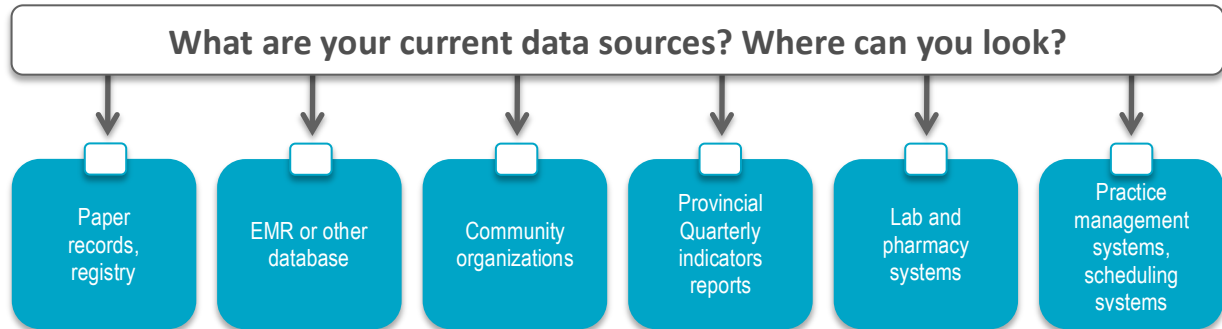 What are your current data sources? Where can you look?
Paper
records,
registry
EMR or other
database
Community
organizations
Provincial
Quarterly
indicators
reports
Lab and
pharmacy
systems
Practice
management
systems,
scheduling
systems